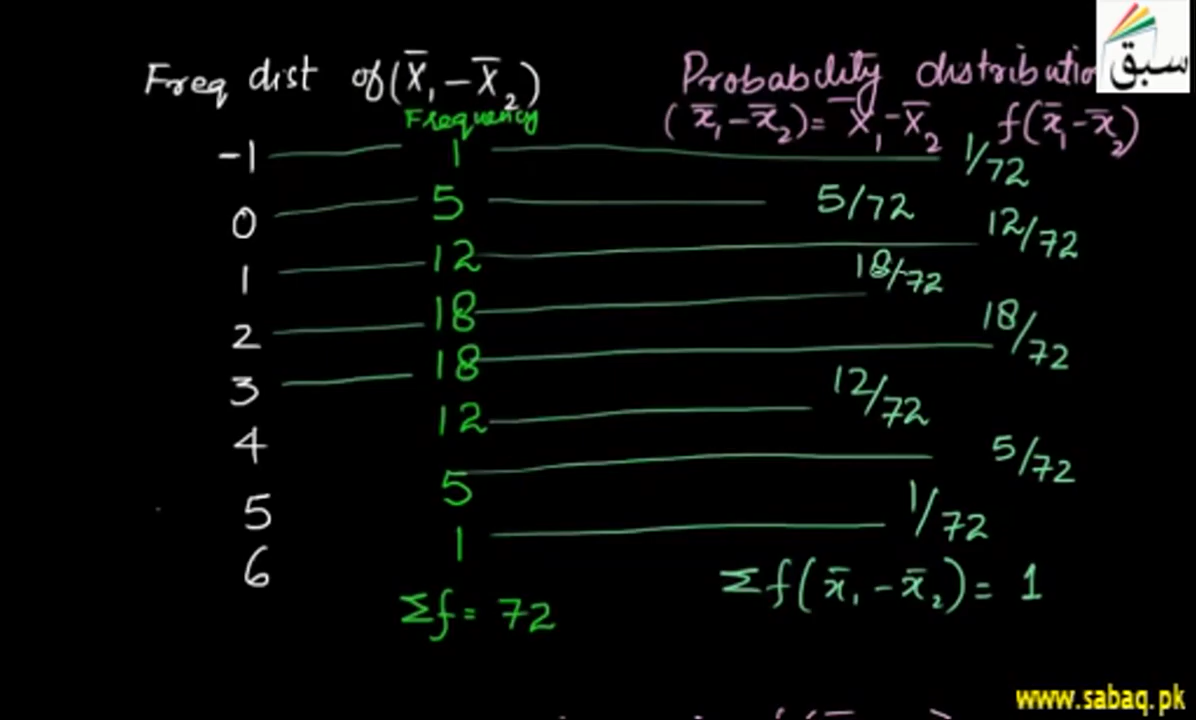 Freq dist of (X̄₁ - X̄₂)
Probability distributio
سبق
Frequency
(x̄₁ - x̄₂) = X̄₁ - X̄₂ f(x̄₁ - x̄₂)
-1 1 1/72
0 5 5/72
1 12 12/72
2 18 18/72
3 18 18/72
4 12 12/72
5 5 5/72
6 1 1/72
Σf = 72
Σf(x̄₁ - x̄₂) = 1
www.sabaq.pk